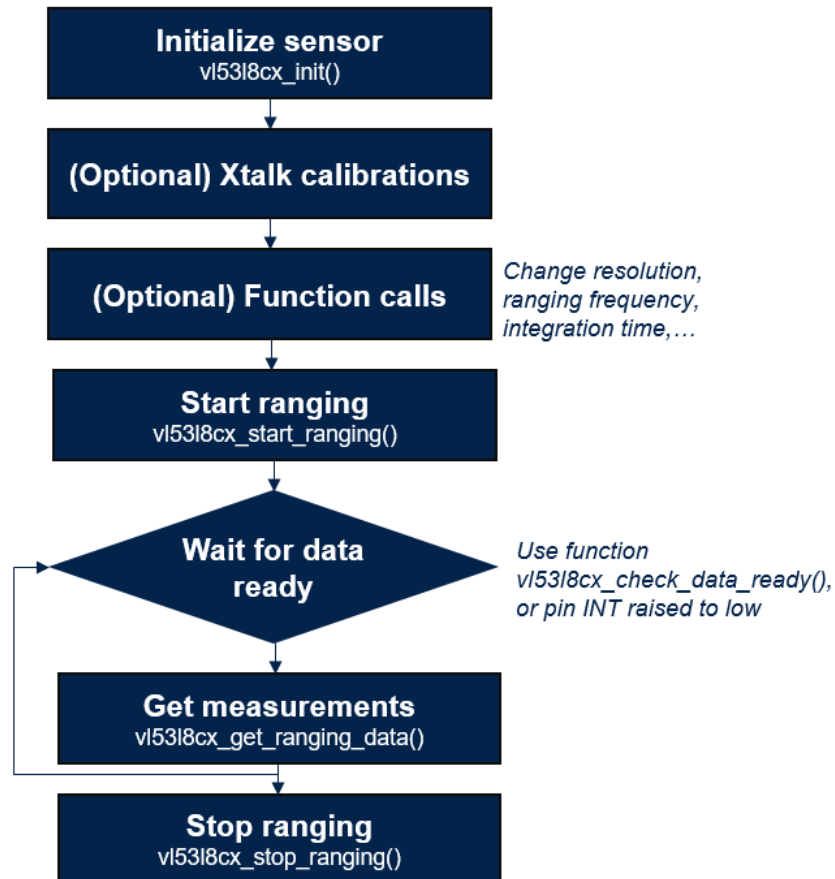 Initialize sensor
vl53l8cx_init()
(Optional) Xtalk calibrations
(Optional) Function calls
Change resolution,
ranging frequency,
integration time,…
Start ranging
vl53l8cx_start_ranging()
Wait for data
ready
Use function
vl53l8cx_check_data_ready(),
or pin INT raised to low
Get measurements
vl53l8cx_get_ranging_data()
Stop ranging
vl53l8cx_stop_ranging()